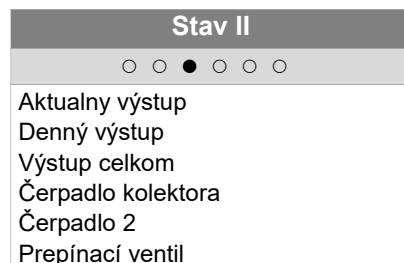 Stav II
○ ○ ● ○ ○ ○
Aktualny výstup
Denný výstup
Výstup celkom
Čerpadlo kolektora
Čerpadlo 2
Prepínací ventil